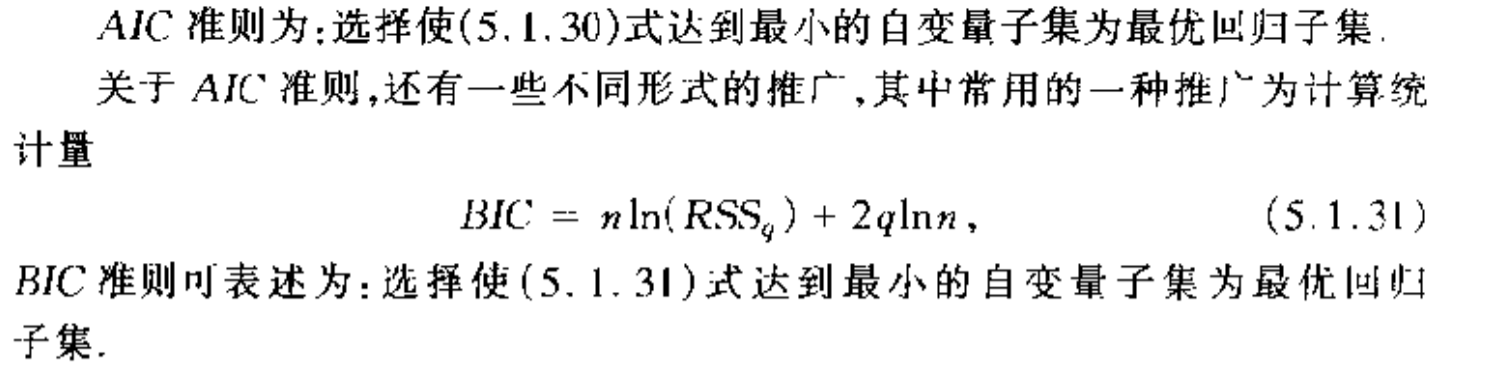 AIC 准则为:选择使(5.1.30)式达到最小的自变量子集为最优回归子集.
关于 AIC 准则,还有一些不同形式的推广,其中常用的一种推广为计算统
计量
BIC = nln(RSS_q) + 2qlnn, (5.1.31)
BIC 准则可表述为:选择使(5.1.31)式达到最小的自变量子集为最优回归
子集.